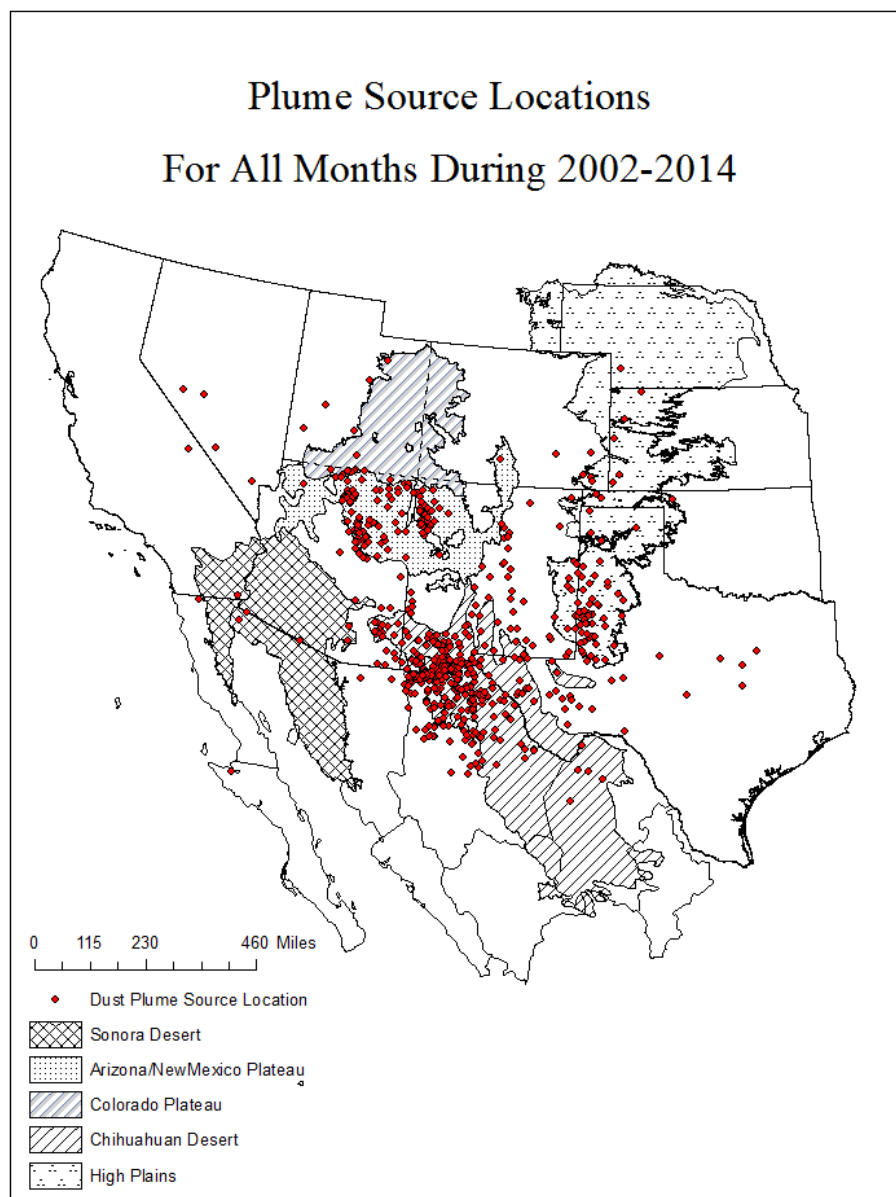 Plume Source Locations
For All Months During 2002-2014
0 115 230 460 Miles
Dust Plume Source Location
Sonora Desert
Arizona/NewMexico Plateau
Colorado Plateau
Chihuahuan Desert
High Plains